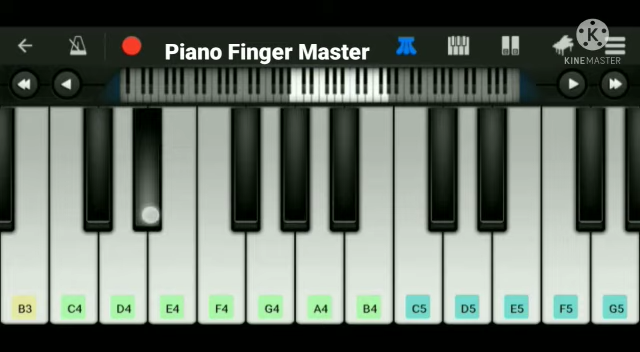 Piano Finger Master
K
KINEMASTER
B3 C4 D4 E4 F4 G4 A4 B4 C5 D5 E5 F5 G5